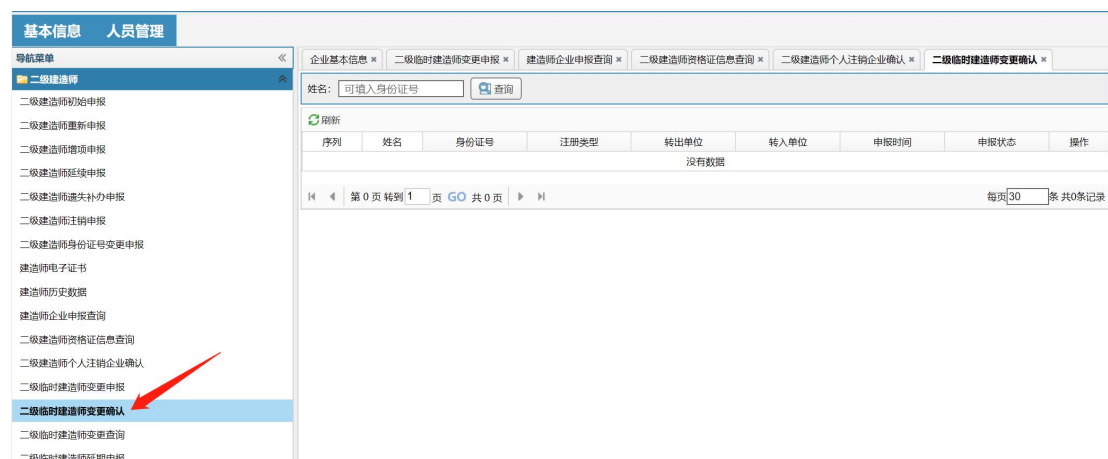 基本信息 人员管理
导航菜单
二级建造师
二级建造师初始申报
二级建造师重新申报
二级建造师增项申报
二级建造师延续申报
二级建造师遗失补办申报
二级建造师注销申报
二级建造师身份证号变更申报
建造师电子证书
建造师历史数据
建造师企业申报查询
二级建造师资格证信息查询
二级建造师个人注销企业确认
二级临时建造师变更申报
二级临时建造师变更确认
二级临时建造师变更查询
二级临时建造师延期申报
企业基本信息 二级临时建造师变更申报 建造师企业申报查询 二级建造师资格证信息查询 二级建造师个人注销企业确认 二级临时建造师变更确认
姓名: 可填入身份证号 查询
刷新
序列 姓名 身份证号 注册类型 转出单位 转入单位 申报时间 申报状态 操作
没有数据
第 0 页 转到 1 页 GO 共 0 页 每页 30 条 共0条记录